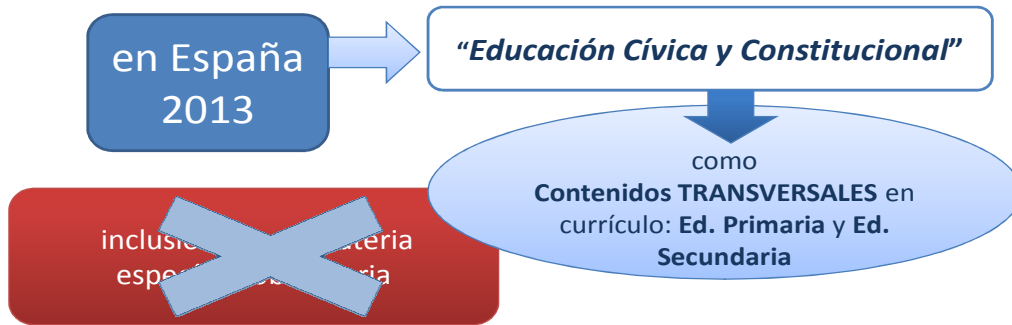 en España
2013
“Educación Cívica y Constitucional”
como
Contenidos TRANSVERSALES en
currículo: Ed. Primaria y Ed.
Secundaria